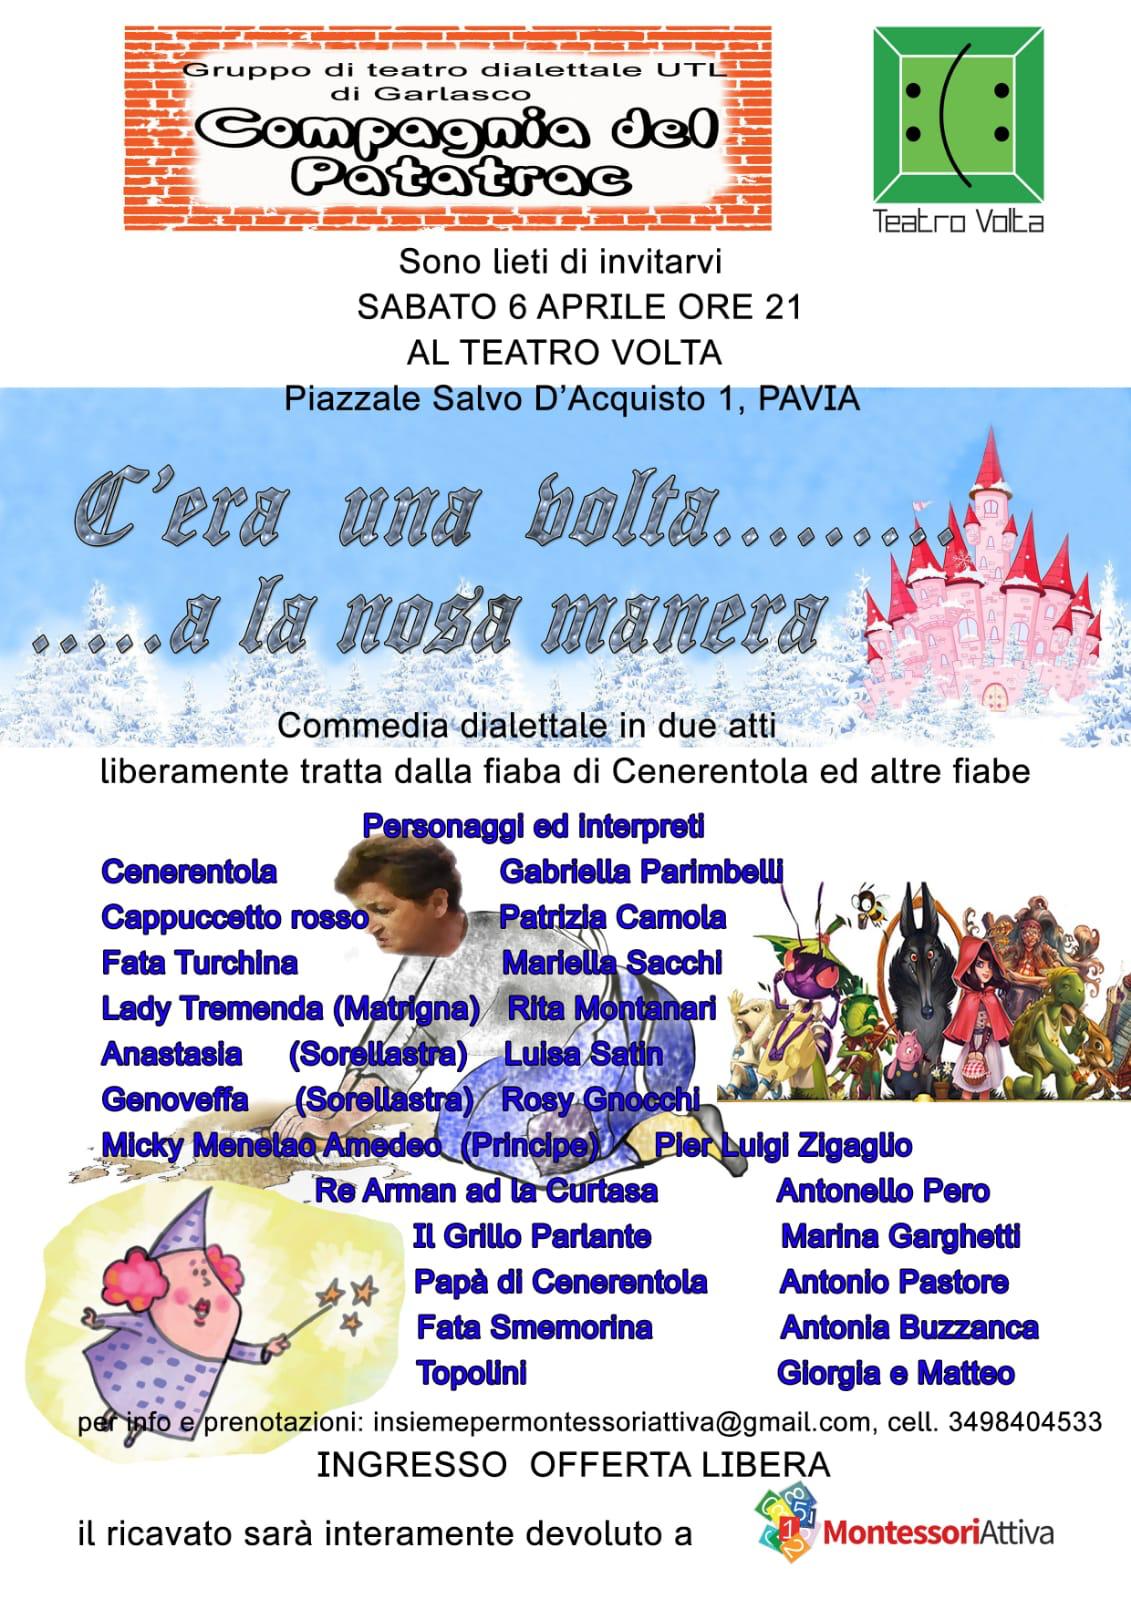 Gruppo di teatro dialettale UTL
di Garlasco
Compagnia del
Patatrac
Teatro Volta
Sono lieti di invitarvi
SABATO 6 APRILE ORE 21
AL TEATRO VOLTA
Piazzale Salvo D'Acquisto 1, PAVIA
C'era una volta.........
.....a la nosa manera
Commedia dialettale in due atti
liberamente tratta dalla fiaba di Cenerentola ed altre fiabe
Personaggi ed interpreti
Cenerentola Gabriella Parimbelli
Cappuccetto rosso Patrizia Camola
Fata Turchina Mariella Sacchi
Lady Tremenda (Matrigna) Rita Montanari
Anastasia (Sorellastra) Luisa Satin
Genoveffa (Sorellastra) Rosy Gnocchi
Micky Menelao Amedeo (Principe) Pier Luigi Zigaglio
Re Arman ad la Curtasa Antonello Pero
Il Grillo Parlante Marina Garghetti
Papà di Cenerentola Antonio Pastore
Fata Smemorina Antonia Buzzanca
Topolini Giorgia e Matteo
per info e prenotazioni: insiemepermontessoriattiva@gmail.com, cell. 3498404533
INGRESSO OFFERTA LIBERA
il ricavato sarà interamente devoluto a MontessoriAttiva